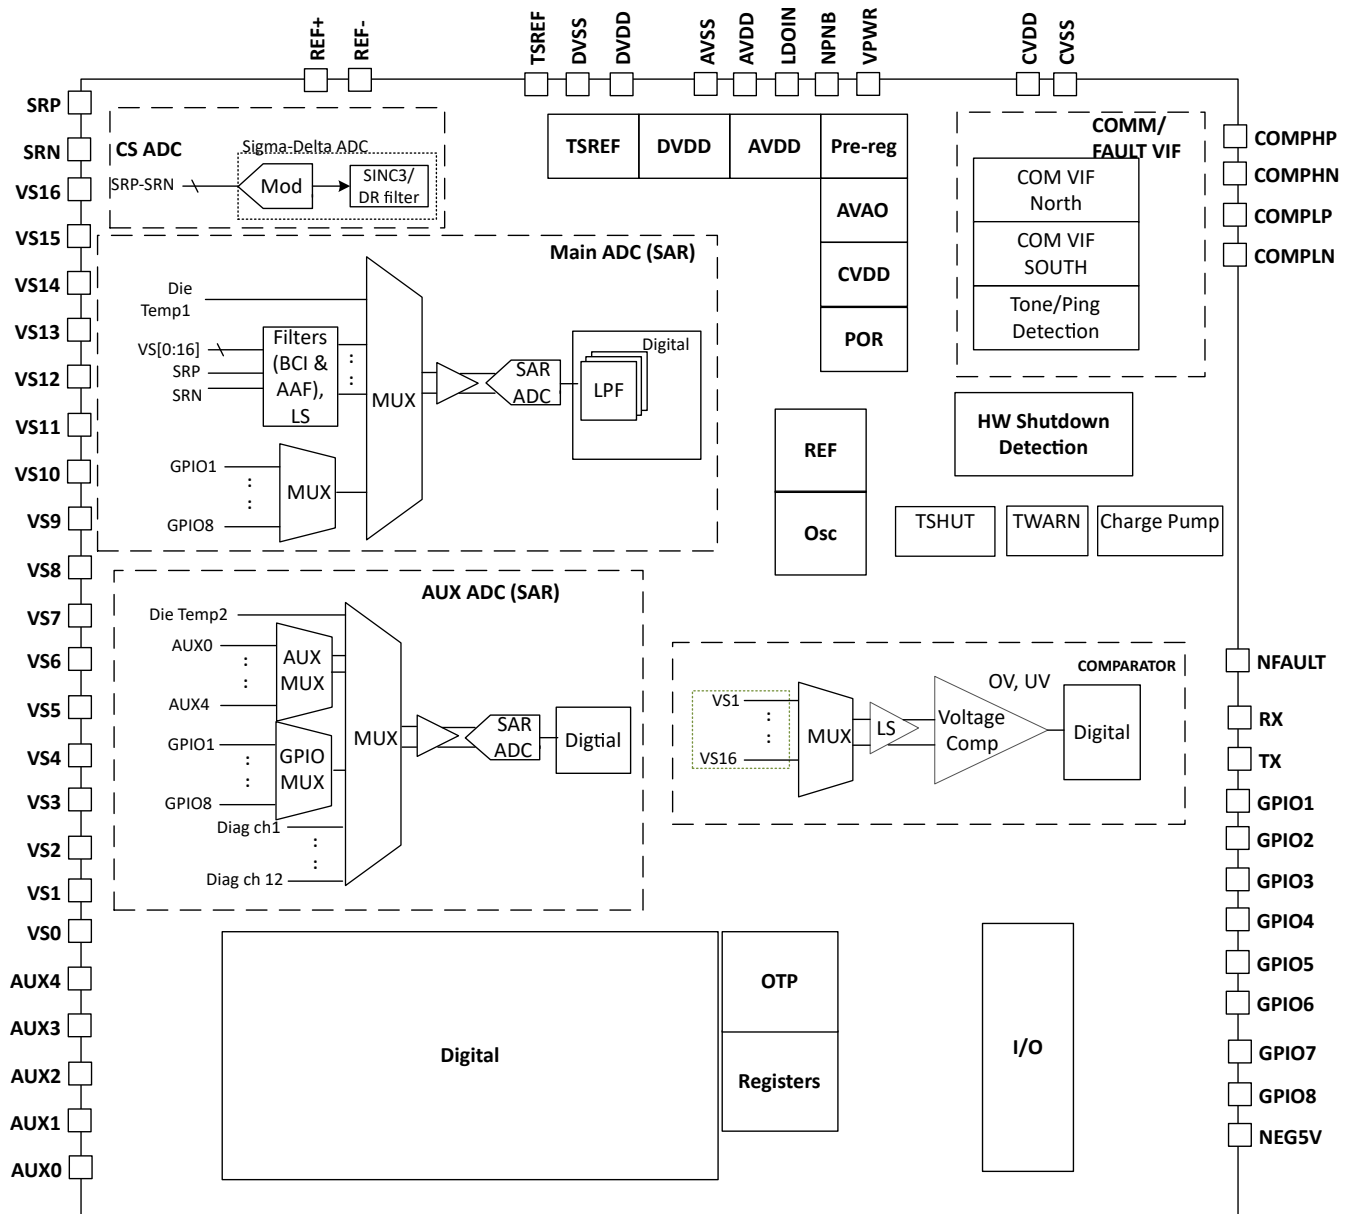 REF+
REF-
TSREF
DVSS
DVDD
AVSS
AVDD
LDOIN
NPNB
VPWR
CVDD
CVSS
SRP
SRN
VS16
VS15
VS14
VS13
VS12
VS11
VS10
VS9
VS8
VS7
VS6
VS5
VS4
VS3
VS2
VS1
VS0
AUX4
AUX3
AUX2
AUX1
AUX0
CS ADC
Sigma-Delta ADC
SRP-SRN
Mod
SINC3/
DR filter
Main ADC (SAR)
Die
Temp1
VS[0:16]
SRP
SRN
Filters
(BCI &
AAF),
LS
:
:
:
:
GPIO1
:
:
GPIO8
MUX
MUX
SAR
ADC
Digital
LPF
AUX ADC (SAR)
Die Temp2
AUX0
:
:
AUX4
AUX
MUX
:
:
GPIO1
:
:
GPIO8
GPIO
MUX
Diag ch1
:
:
Diag ch 12
MUX
SAR
ADC
Digtial
TSREF
DVDD
AVDD
Pre-reg
AVAO
CVDD
POR
REF
Osc
COMM/
FAULT VIF
COM VIF
North
COM VIF
SOUTH
Tone/Ping
Detection
HW Shutdown
Detection
TSHUT
TWARN
Charge Pump
COMPARATOR
VS1
:
:
VS16
MUX
LS
OV, UV
Voltage
Comp
Digital
Digital
OTP
Registers
I/O
COMPHP
COMPHN
COMPLP
COMPLN
NFAULT
RX
TX
GPIO1
GPIO2
GPIO3
GPIO4
GPIO5
GPIO6
GPIO7
GPIO8
NEG5V